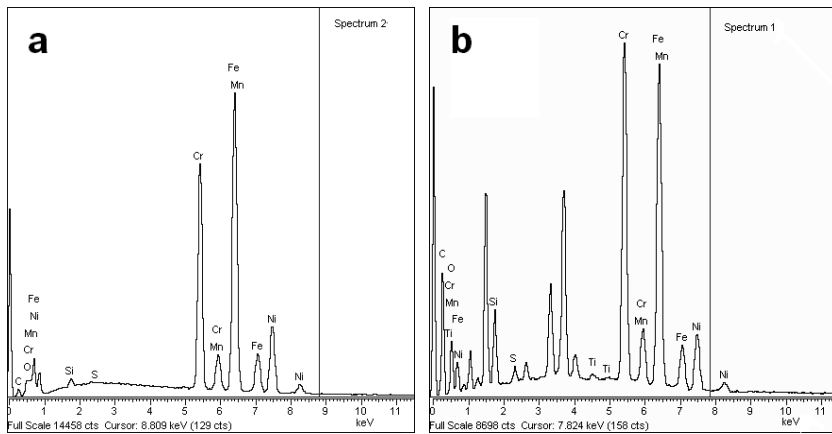 a
Spectrum 2
Fe
Mn
Cr
Fe
Ni
Mn
Cr
O
C
Si
S
Cr
Mn
Fe
Ni
Ni
0 1 2 3 4 5 6 7 8 9 10 11
Full Scale 14458 cts Cursor: 8.809 keV (129 cts) keV
b
Spectrum 1
Cr
Fe
Mn
C
O
Cr
Mn
Fe
Ti
Ni
Si
S
Ti
Ti
Cr
Mn
Fe
Ni
Ni
0 1 2 3 4 5 6 7 8 9 10 11
Full Scale 8698 cts Cursor: 7.824 keV (158 cts) keV